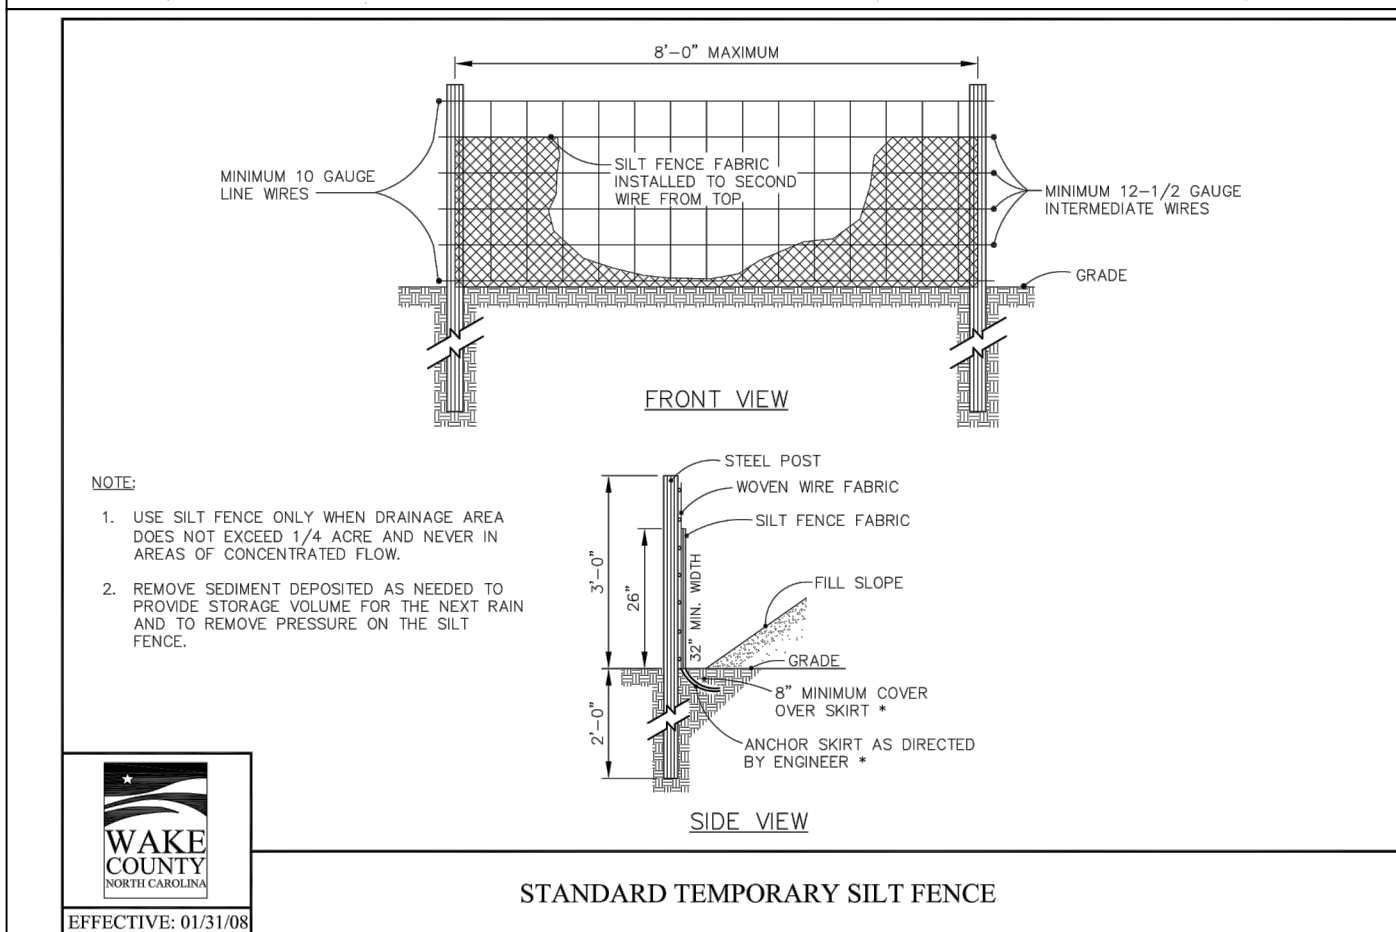 8'-0" MAXIMUM
SILT FENCE FABRIC
INSTALLED TO SECOND
WIRE FROM TOP
MINIMUM 10 GAUGE
LINE WIRES
MINIMUM 12-1/2 GAUGE
INTERMEDIATE WIRES
GRADE
FRONT VIEW
NOTE:
1. USE SILT FENCE ONLY WHEN DRAINAGE AREA
DOES NOT EXCEED 1/4 ACRE AND NEVER IN
AREAS OF CONCENTRATED FLOW.
2. REMOVE SEDIMENT DEPOSITED AS NEEDED TO
PROVIDE STORAGE VOLUME FOR THE NEXT RAIN
AND TO REMOVE PRESSURE ON THE SILT
FENCE.
STEEL POST
WOVEN WIRE FABRIC
SILT FENCE FABRIC
3'-0"
26"
32" MIN. WIDTH
FILL SLOPE
GRADE
*
8" MINIMUM COVER
OVER SKIRT *
2'-0"
ANCHOR SKIRT AS DIRECTED
BY ENGINEER *
SIDE VIEW
WAKE
COUNTY
NORTH CAROLINA
EFFECTIVE: 01/31/08
STANDARD TEMPORARY SILT FENCE